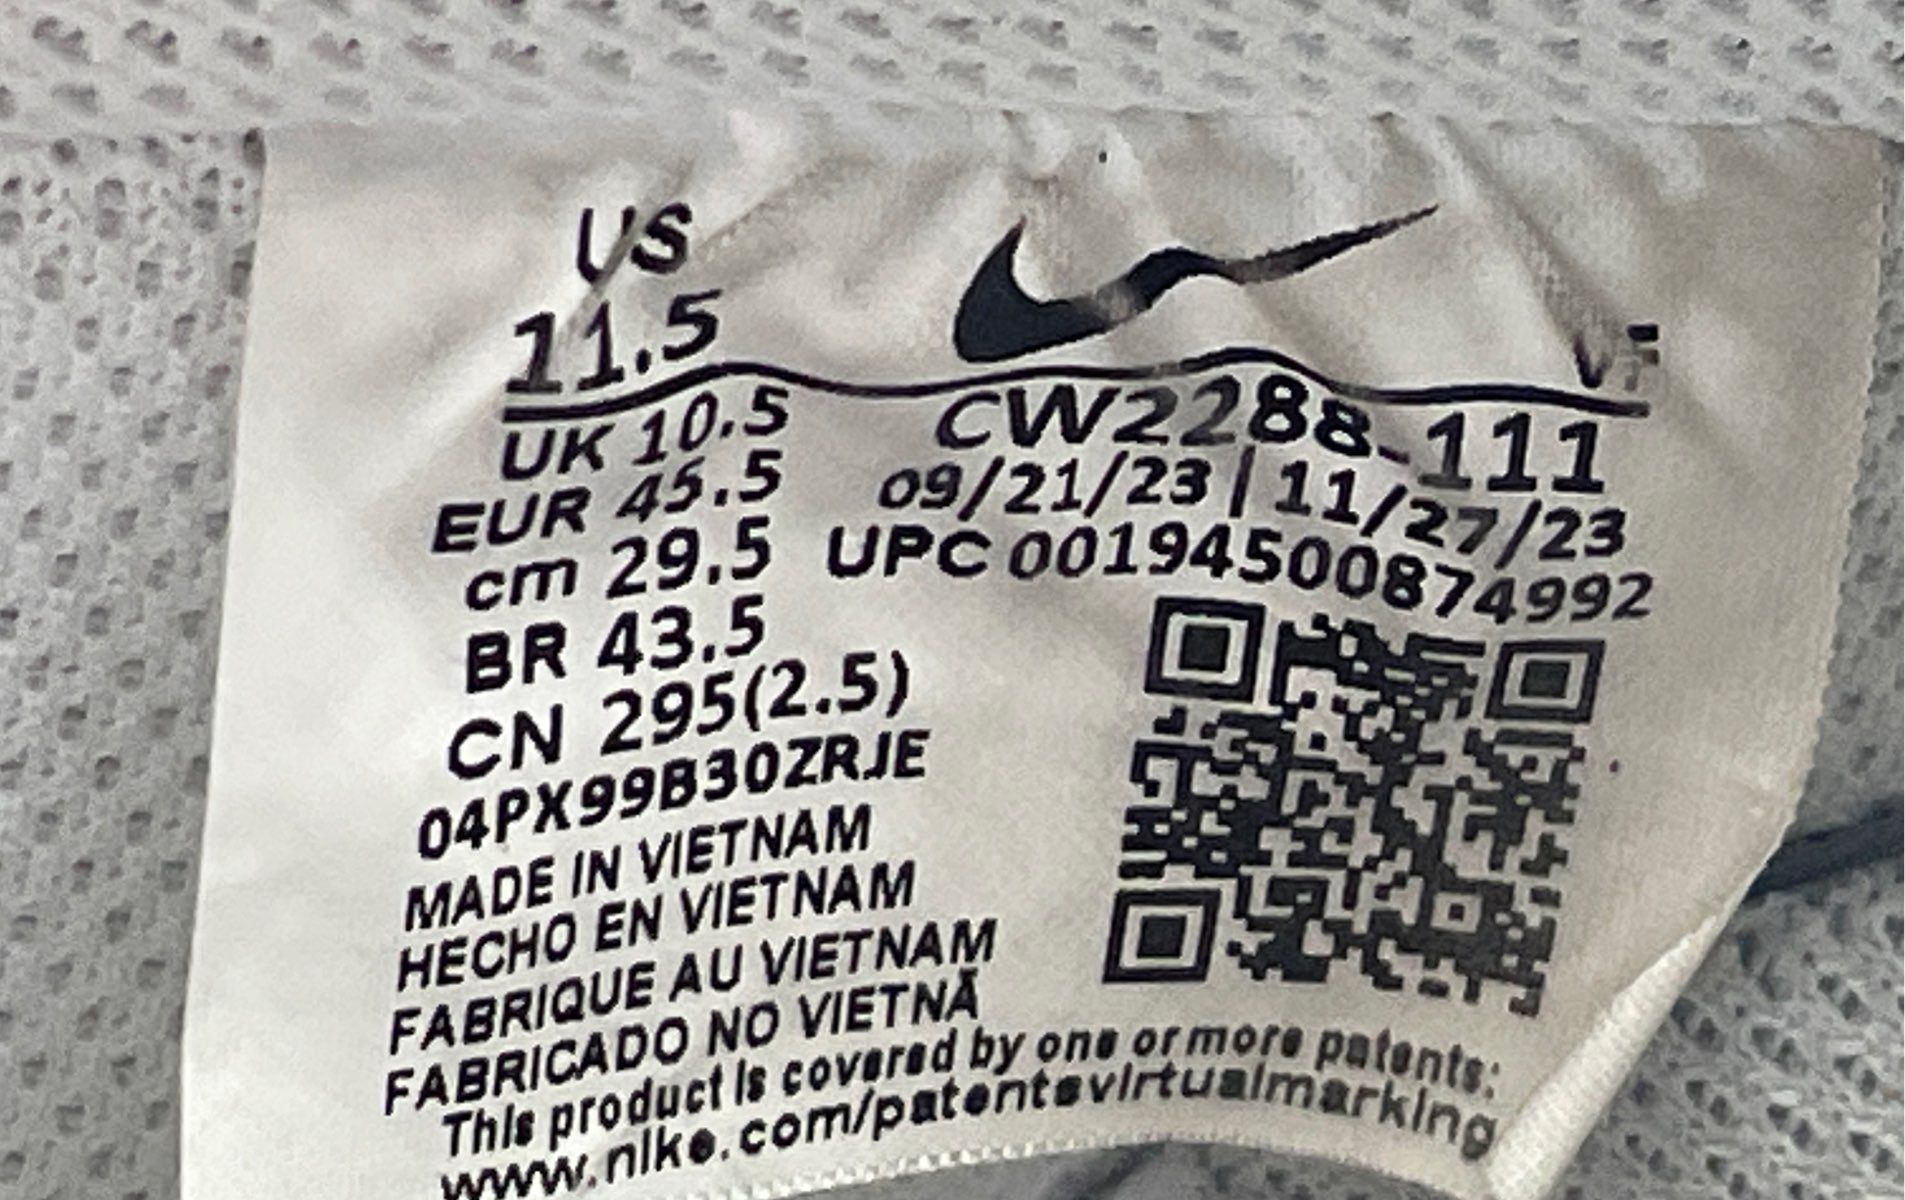 US
11.5
UK 10.5
EUR 45.5
cm 29.5
BR 43.5
CN 295(2.5)
04PX99B30ZRJE
MADE IN VIETNAM
HECHO EN VIETNAM
FABRIQUE AU VIETNAM
FABRICADO NO VIETNÃ
CW2288-111
09/21/23 | 11/27/23
UPC 00194500874992
This product is covered by one or more patents:
www.nike.com/patentsvirtualmarking